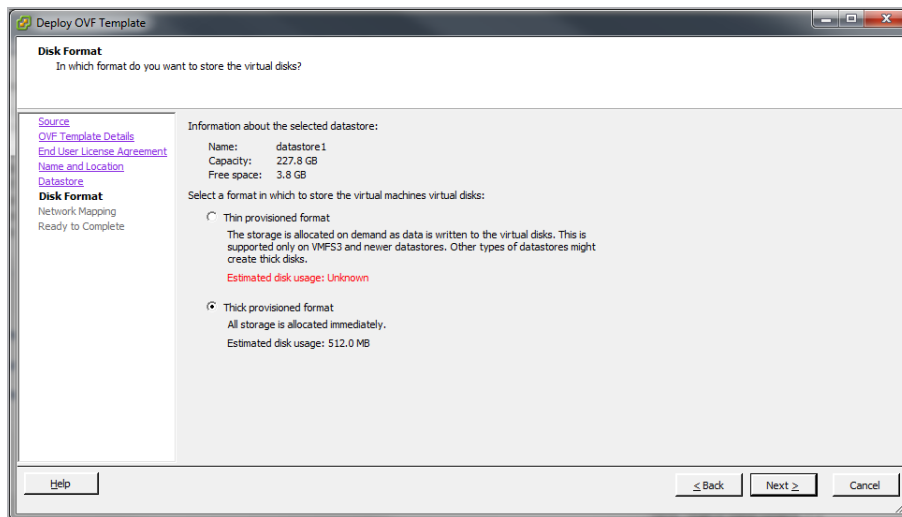 Deploy OVF Template
Disk Format
In which format do you want to store the virtual disks?
Source
OVF Template Details
End User License Agreement
Name and Location
Datastore
Disk Format
Network Mapping
Ready to Complete
Information about the selected datastore:
Name: datastore1
Capacity: 227.8 GB
Free space: 3.8 GB
Select a format in which to store the virtual machines virtual disks:
Thin provisioned format
The storage is allocated on demand as data is written to the virtual disks. This is
supported only on VMFS3 and newer datastores. Other types of datastores might
create thick disks.
Estimated disk usage: Unknown
Thick provisioned format
All storage is allocated immediately.
Estimated disk usage: 512.0 MB
Help
< Back
Next >
Cancel